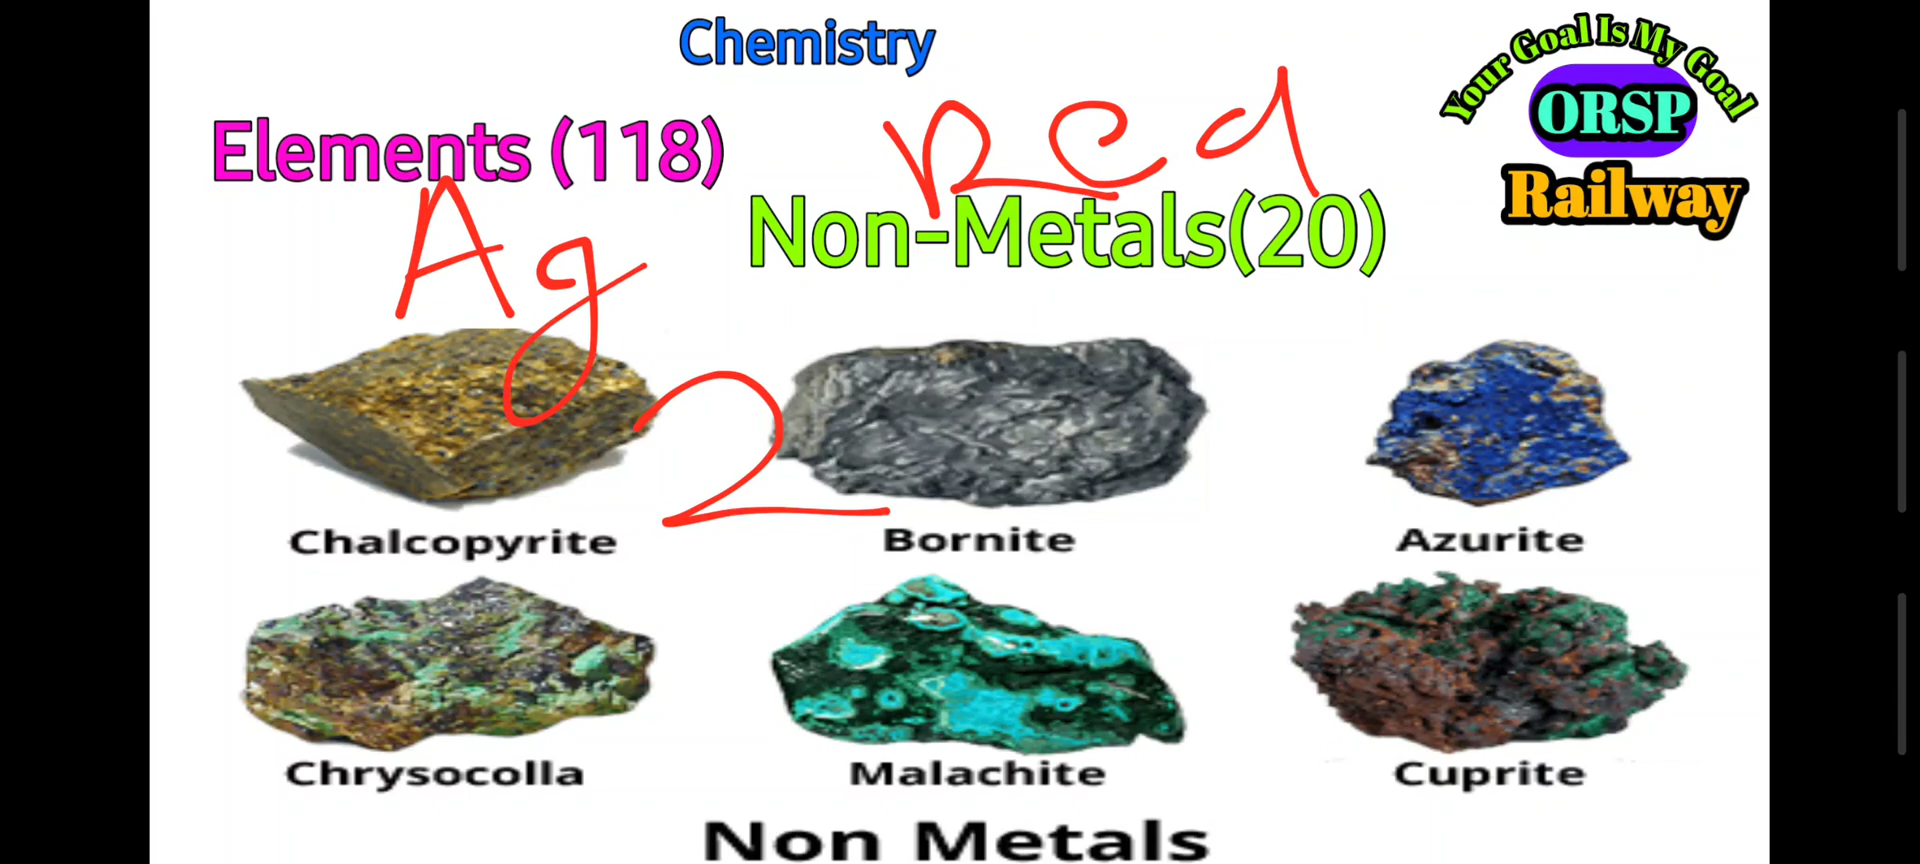 Chemistry
Your Goal Is My Goal
ORSP
Railway
Elements (118)
Red
Non-Metals(20)
Ag
2
Chalcopyrite
Bornite
Azurite
Chrysocolla
Malachite
Cuprite
Non Metals